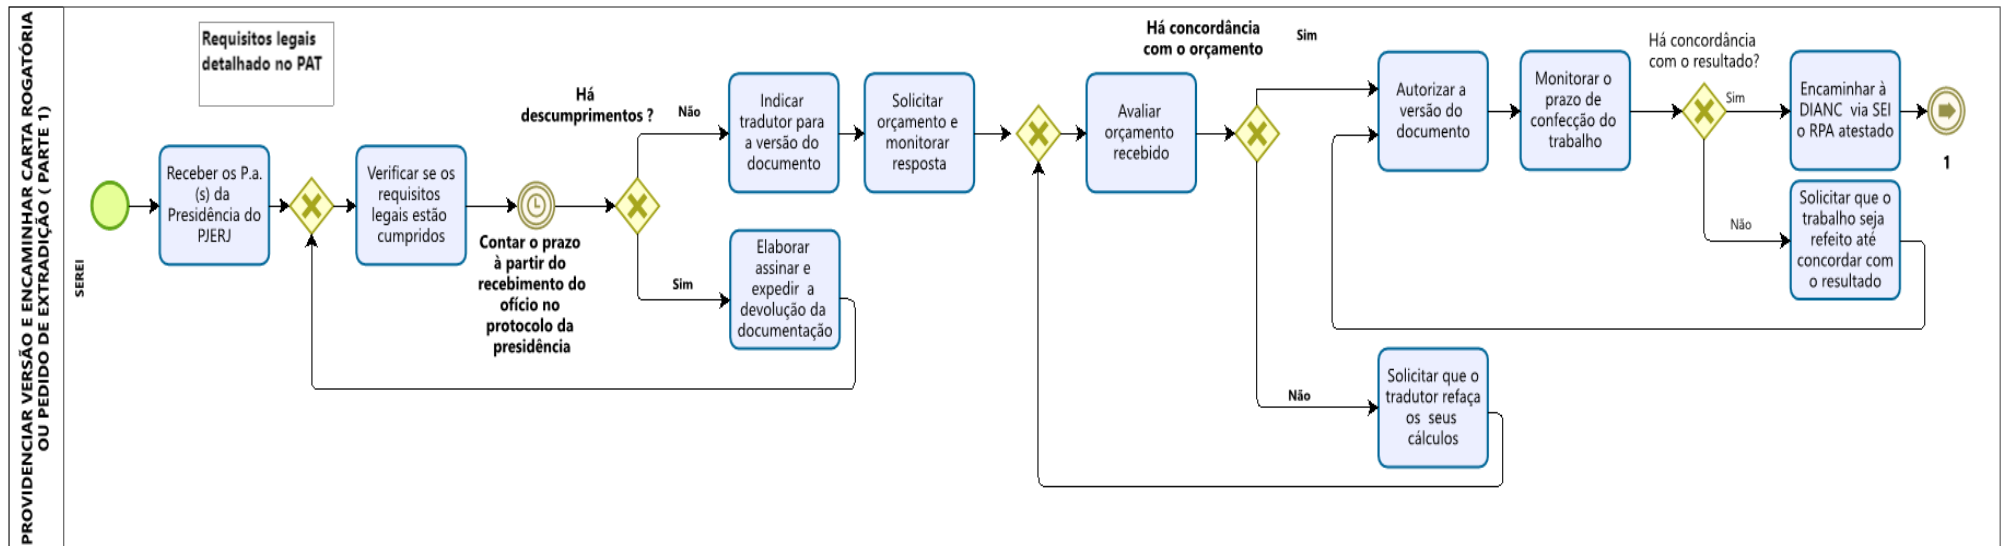 PROVIDENCIAR VERSÃO E ENCAMINHAR CARTA ROGATÓRIA
OU PEDIDO DE EXTRADIÇÃO ( PARTE 1)
SEREI
Requisitos legais
detalhado no PAT
Receber os P.a.
(s) da
Presidência do
PJERJ
Verificar se os
requisitos
legais estão
cumpridos
Contar o prazo
à partir do
recebimento do
ofício no
protocolo da
presidência
Há
descumprimentos ?
Não
Sim
Indicar
tradutor para
a versão do
documento
Elaborar
assinar e
expedir a
devolução da
documentação
Solicitar
orçamento e
monitorar
resposta
Avaliar
orçamento
recebido
Há concordância
com o orçamento
Sim
Não
Autorizar a
versão do
documento
Solicitar que o
tradutor refaça
os seus
cálculos
Monitorar o
prazo de
confecção do
trabalho
Há concordância
com o resultado?
Sim
Não
Encaminhar à
DIANC via SEI
o RPA atestado
Solicitar que o
trabalho seja
refeito até
concordar com
o resultado
1